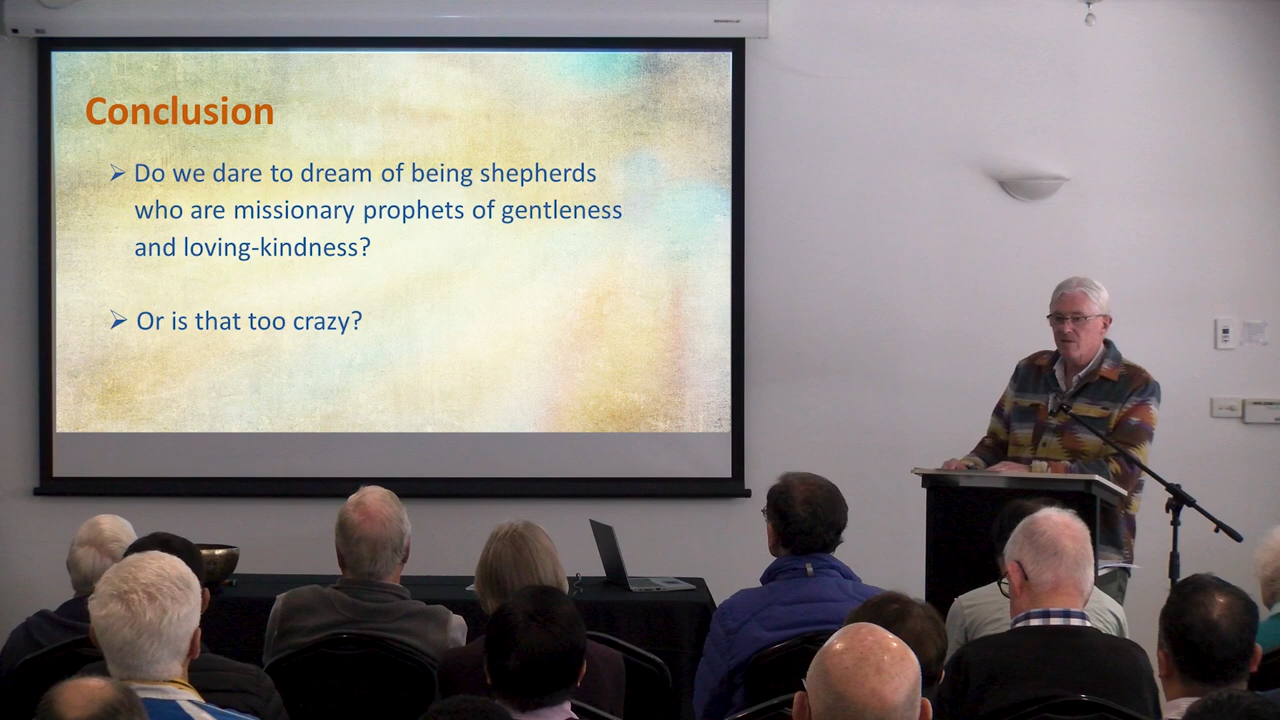 Conclusion
➢ Do we dare to dream of being shepherds
who are missionary prophets of gentleness
and loving-kindness?
➢ Or is that too crazy?